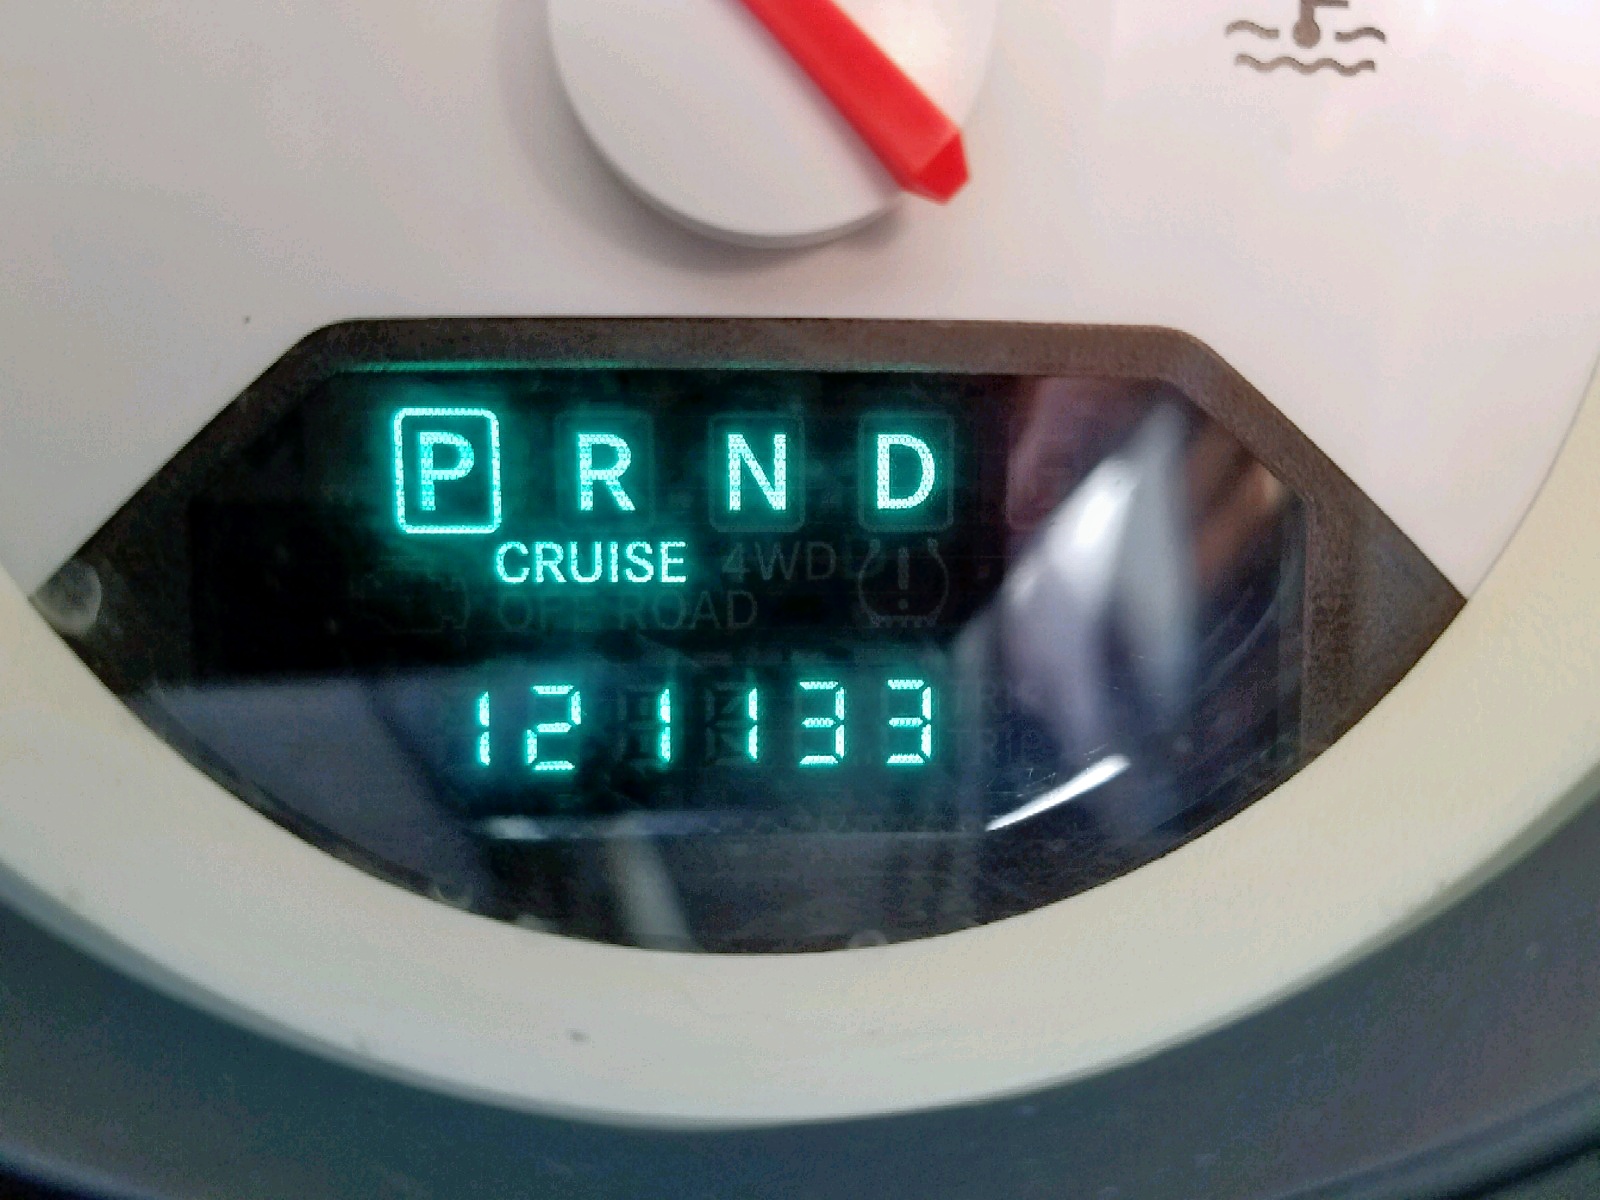 P R N D
CRUISE 4WD
OFF ROAD
121133